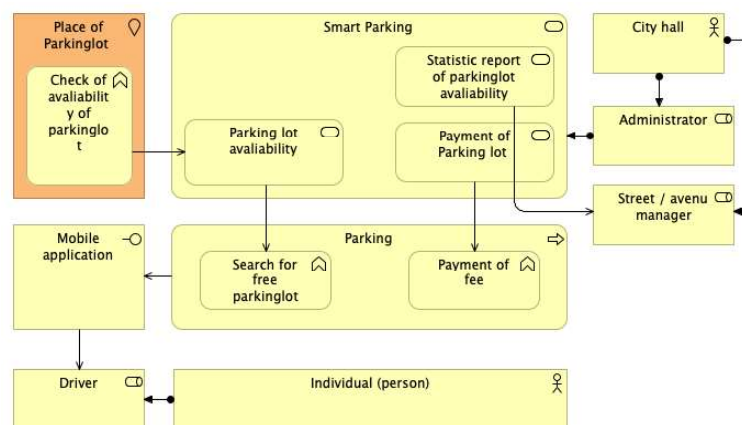 Place of
Parkinglot
Check of
avaliabilit
y of
parkinglo
t
Smart Parking
Statistic report
of parkinglot
avaliability
Parking lot
avaliability
Payment of
Parking lot
City hall
Administrator
Street / avenu
manager
Mobile
application
Parking
Search for
free
parkinglot
Payment of
fee
Driver
Individual (person)